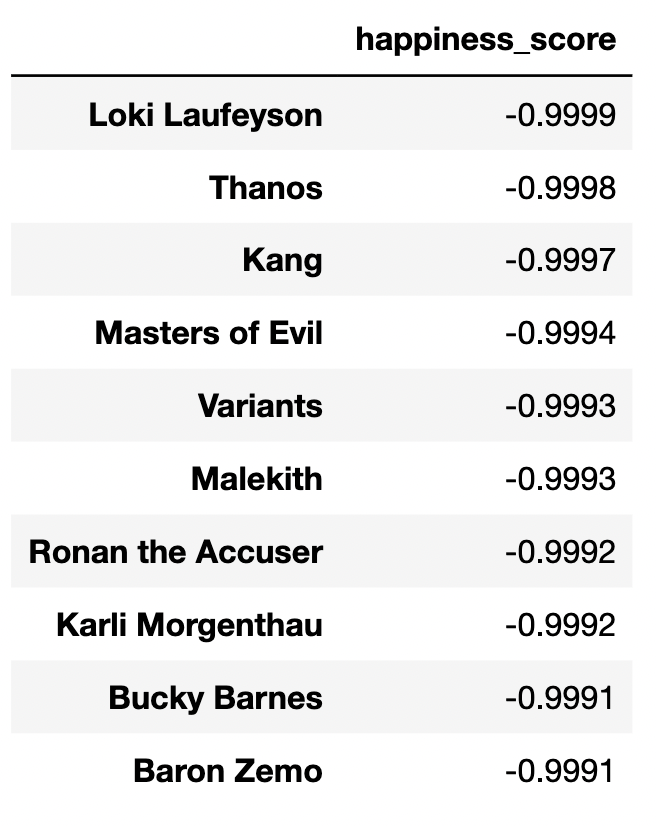 happiness_score
Loki Laufeyson -0.9999
Thanos -0.9998
Kang -0.9997
Masters of Evil -0.9994
Variants -0.9993
Malekith -0.9993
Ronan the Accuser -0.9992
Karli Morgenthau -0.9992
Bucky Barnes -0.9991
Baron Zemo -0.9991